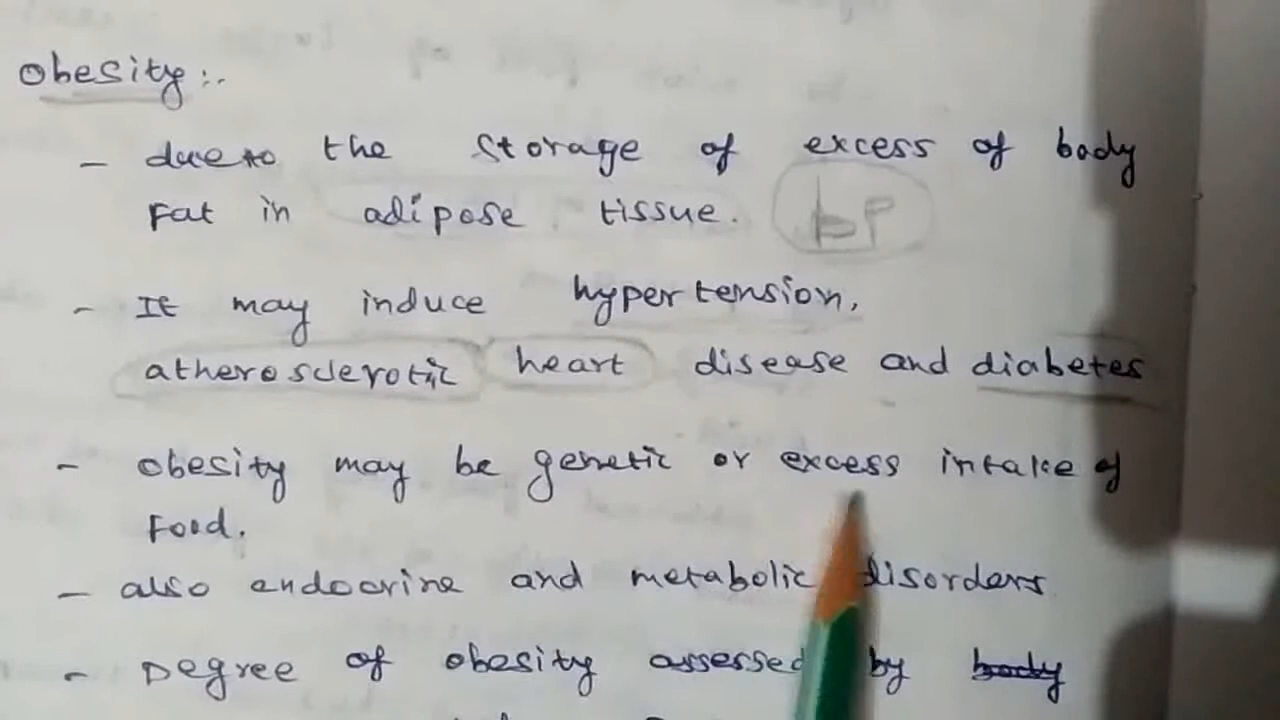 Obesity:-
- due to the storage of excess of body
Fat in adipose tissue. bP
- It may induce hypertension,
atherosclerotic heart disease and diabetes
- obesity may be genetic or excess intake of
Food.
- also endocrine and metabolic disorders
- Degree of obesity assessed by body